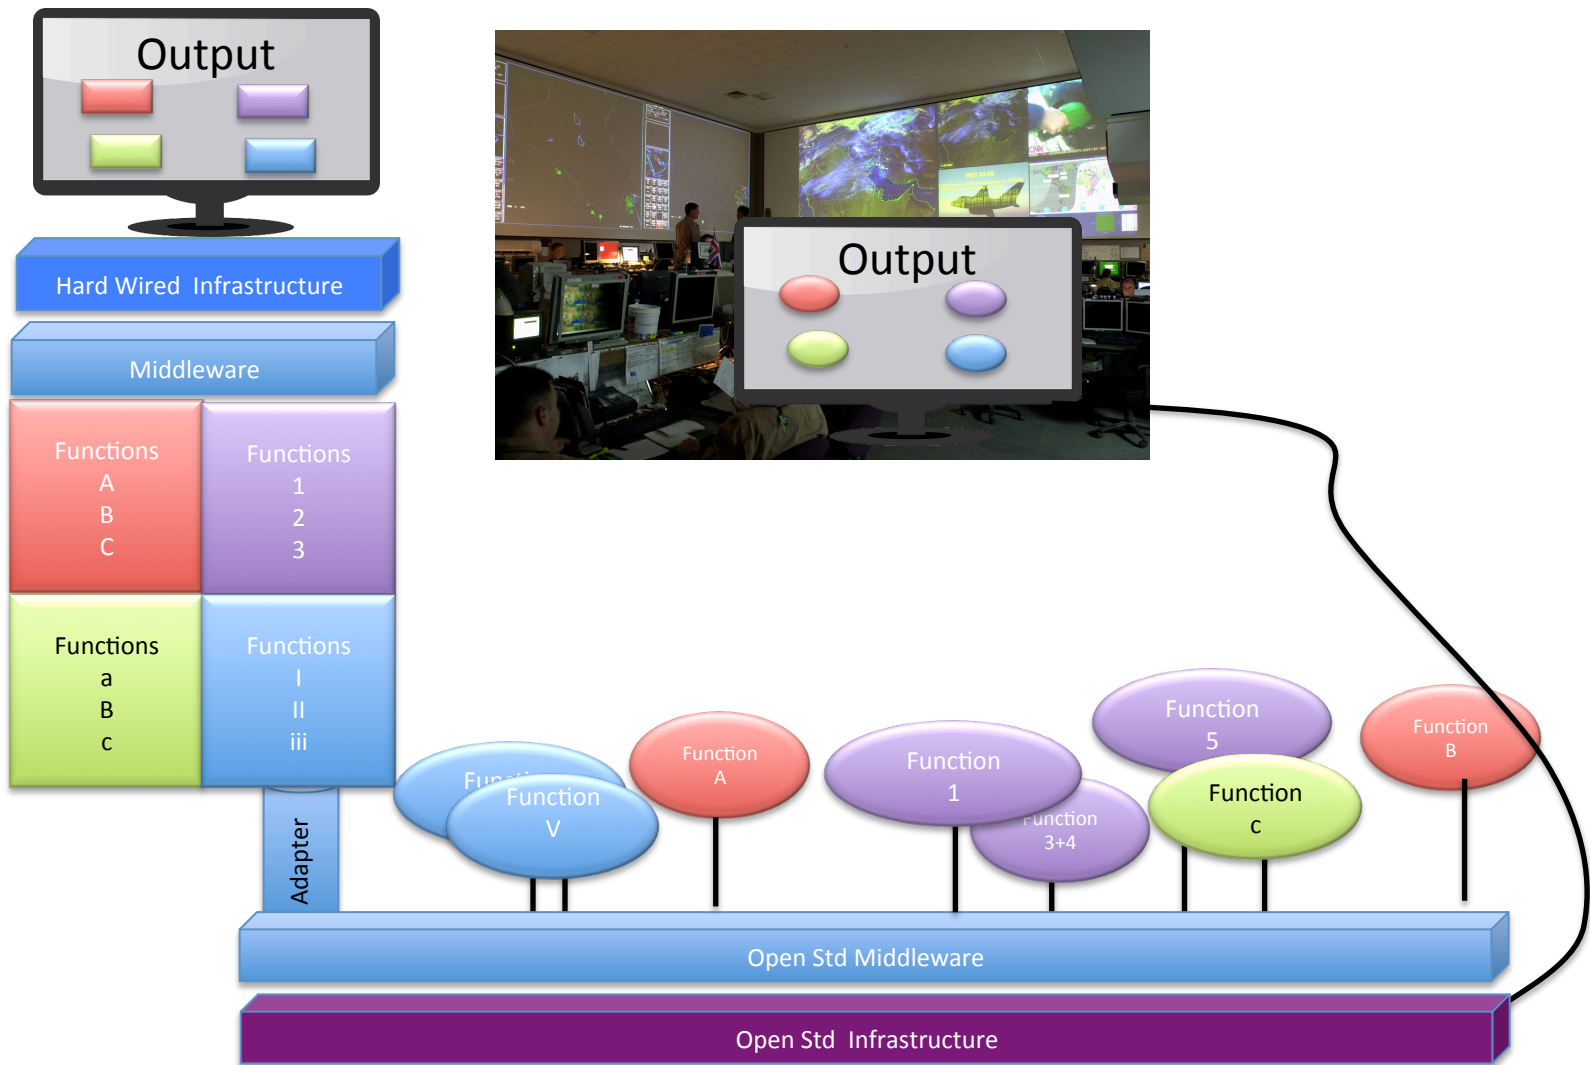 Output
Hard Wired  Infrastructure
Middleware
Functions
A
B
C
Functions
1
2
3
Functions
a
B
c
Functions
I
II
iii
Adapter
Output
Function
V
Function
A
Function
1
Function
3+4
Function
5
Function
c
Function
B
Open Std Middleware
Open Std  Infrastructure